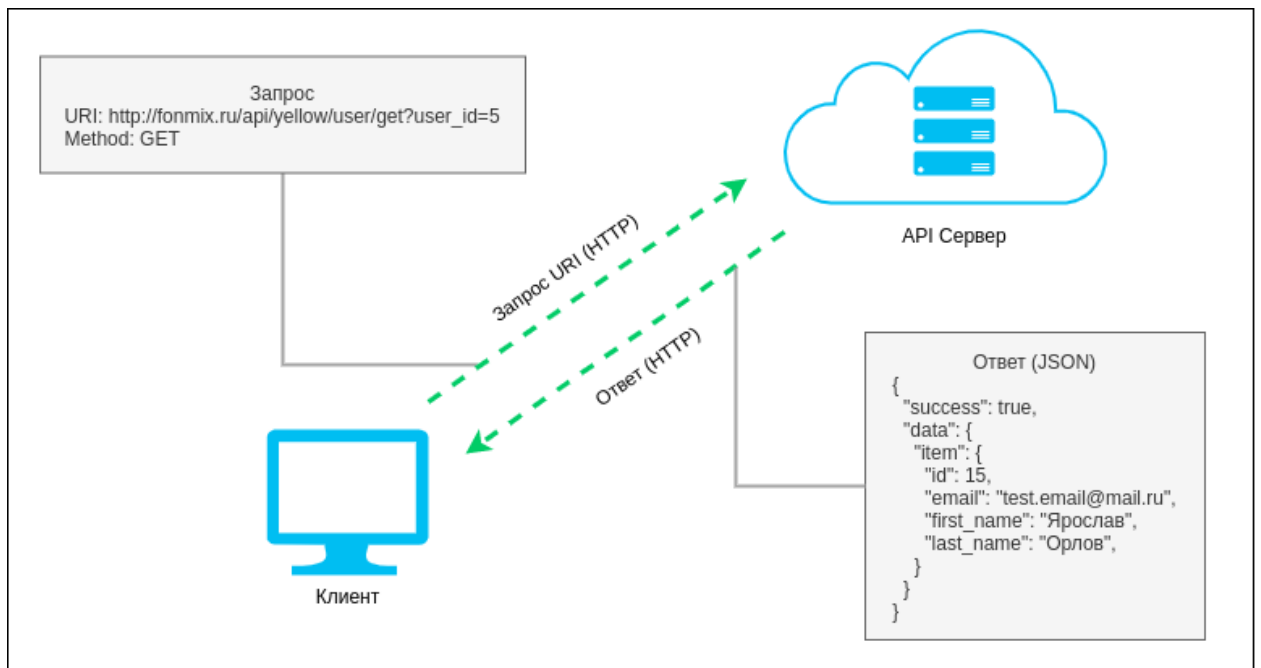 Запрос
URI: http://fonmix.ru/api/yellow/user/get?user_id=5
Method: GET
API Сервер
Запрос URI (HTTP)
Ответ (HTTP)
Клиент
Ответ (JSON)
{
"success": true,
"data": {
"item": {
"id": 15,
"email": "test.email@mail.ru",
"first_name": "Ярослав",
"last_name": "Орлов",
}
}
}